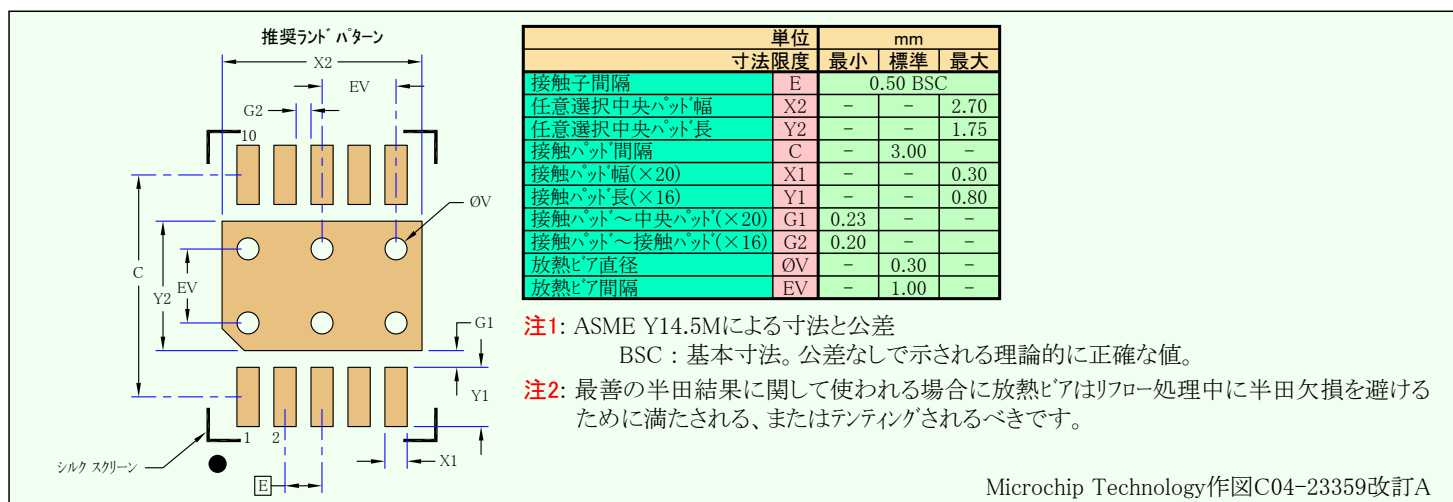 推奨ランド パターン
X2
EV
G2
10
ØV
C
Y2
EV
G1
Y1
1 2
シルク スクリーン
X1
E
単位 mm
寸法限度 最小 標準 最大
接触子間隔 E 0.50 BSC
任意選択中央パッド幅 X2 − − 2.70
任意選択中央パッド長 Y2 − − 1.75
接触パッド間隔 C − 3.00 −
接触パッド幅(×20) X1 − − 0.30
接触パッド長(×16) Y1 − − 0.80
接触パッド～中央パッド(×20) G1 0.23 − −
接触パッド～接触パッド(×16) G2 0.20 − −
放熱ビア直径 ØV − 0.30 −
放熱ビア間隔 EV − 1.00 −
注1: ASME Y14.5Mによる寸法と公差
BSC : 基本寸法。公差なしで示される理論的に正確な値。
注2: 最善の半田結果に関して使われる場合に放熱ビアはリフロー処理中に半田欠損を避ける
ために満たされる、またはテンティングされるべきです。
Microchip Technology作図C04-23359改訂A